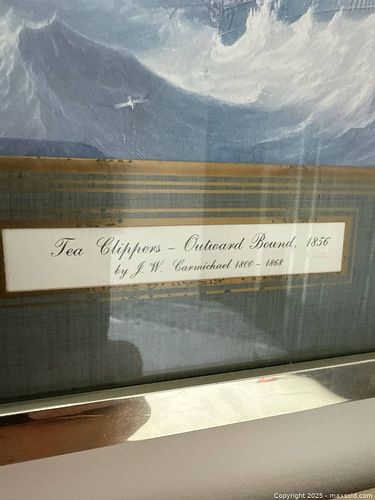 Tea Clippers – Outward Bound, 1856
by J. W. Carmichael 1800 – 1868
Copyright 2025 - maxsold.com